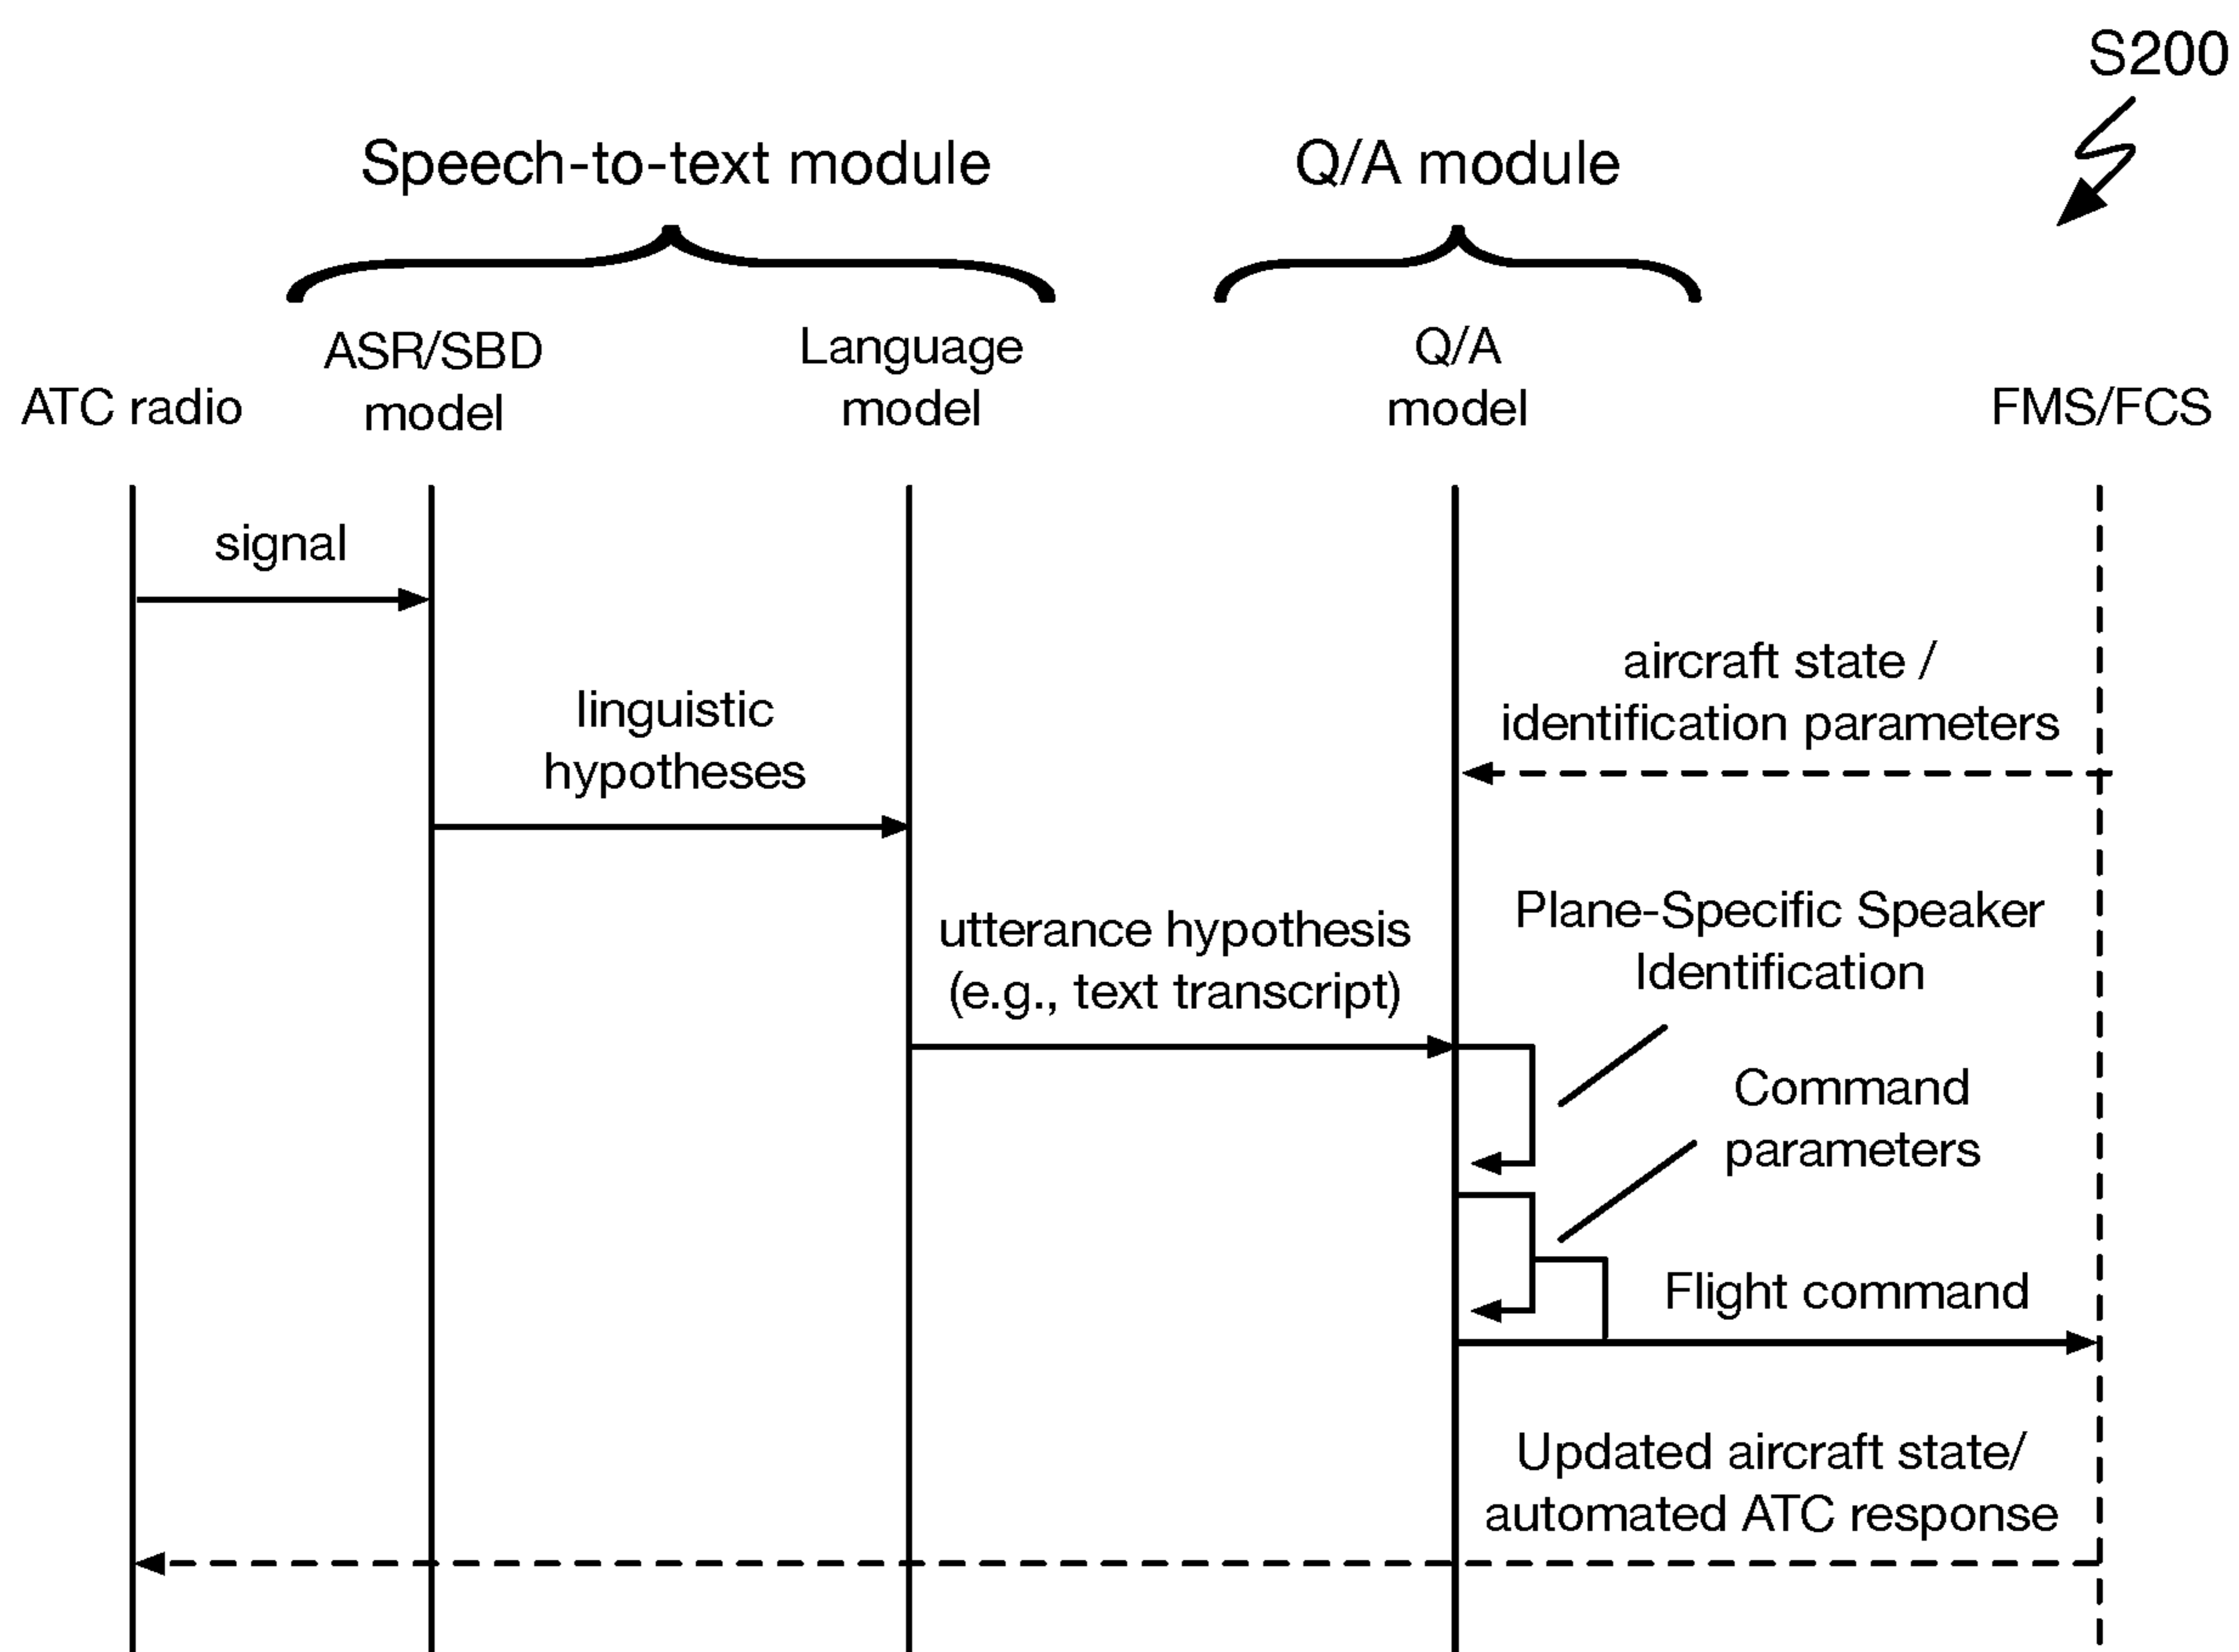 S200
Speech-to-text module
Q/A module
ATC radio
ASR/SBD
model
Language
model
Q/A
model
FMS/FCS
signal
aircraft state /
identification parameters
linguistic
hypotheses
Plane-Specific Speaker
Identification
utterance hypothesis
(e.g., text transcript)
Command
parameters
Flight command
Updated aircraft state/
automated ATC response